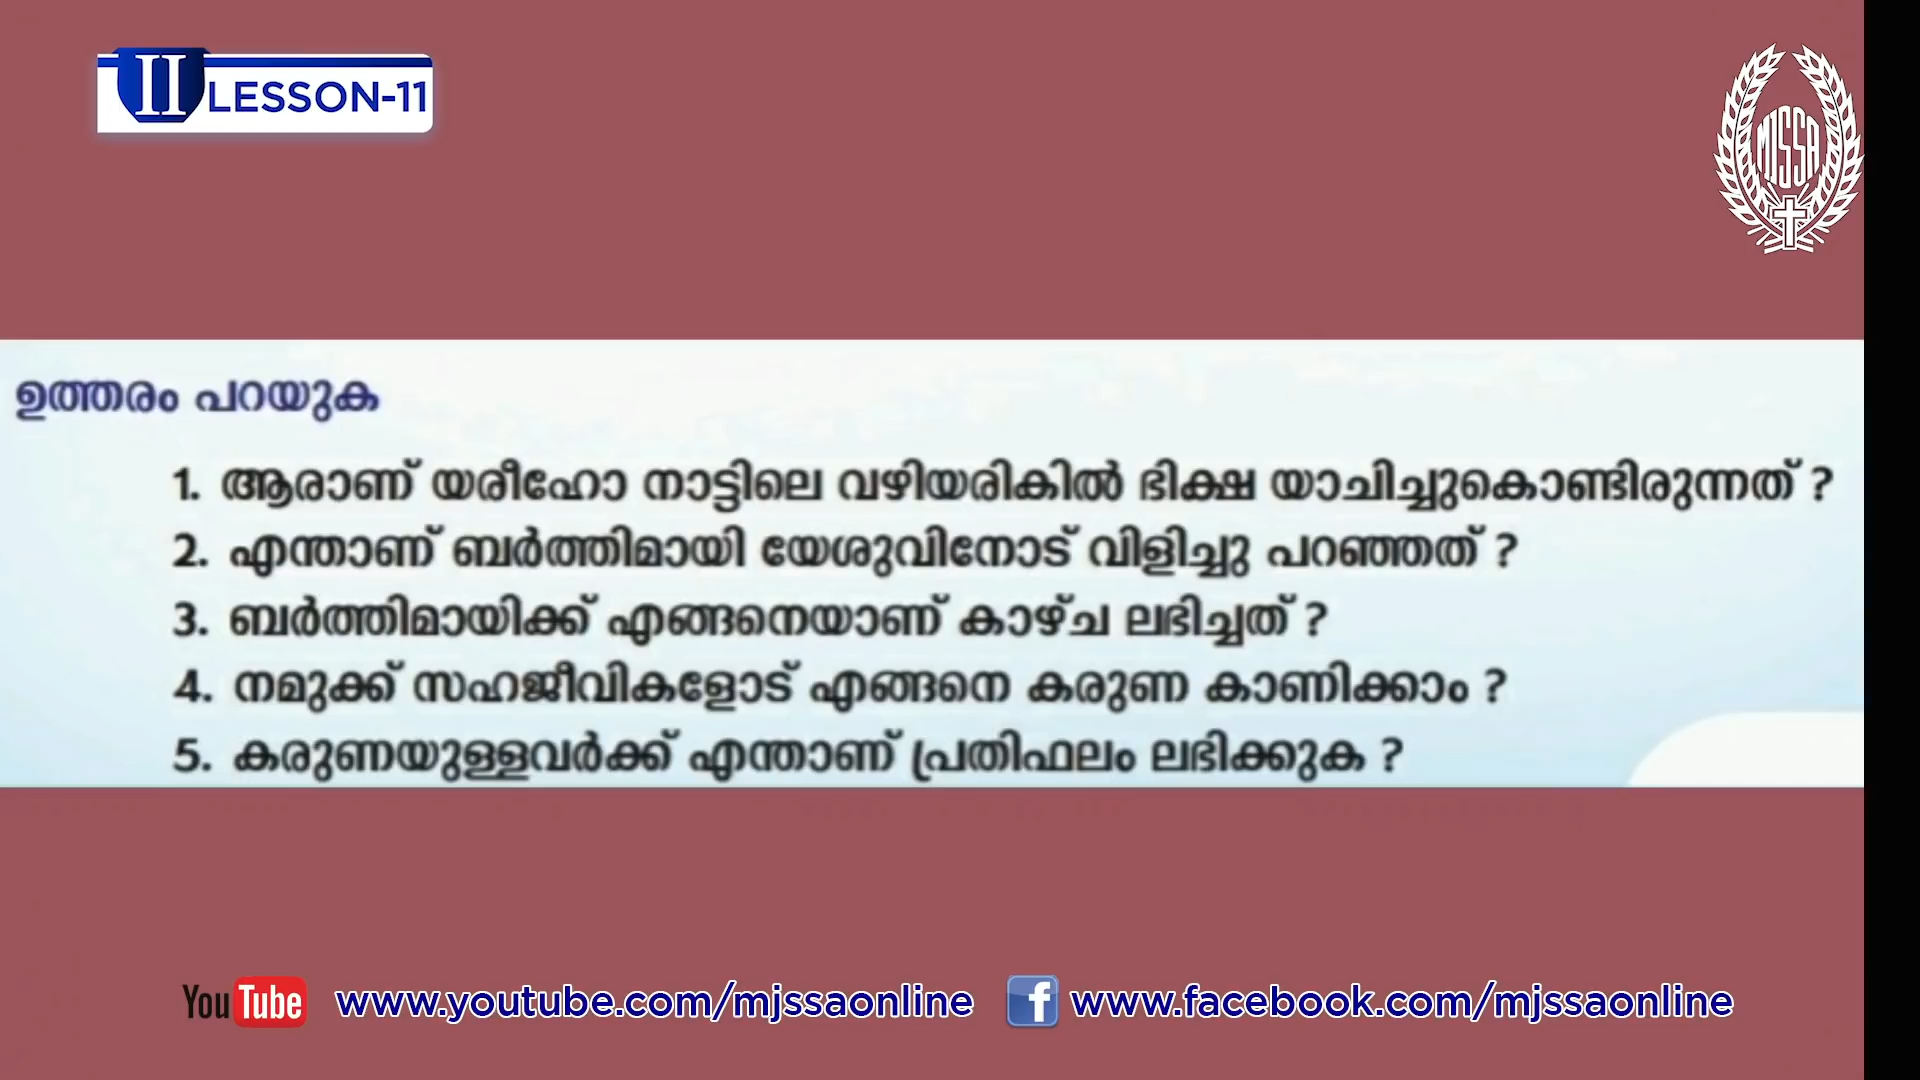 II LESSON-11
MJSSA
ഉത്തരം പറയുക
1. ആരാണ് യരീഹോ നാട്ടിലെ വഴിയരികിൽ ഭിക്ഷ യാചിച്ചുകൊണ്ടിരുന്നത് ?
2. എന്താണ് ബർത്തിമായി യേശുവിനോട് വിളിച്ചു പറഞ്ഞത് ?
3. ബർത്തിമായിക്ക് എങ്ങനെയാണ് കാഴ്ച ലഭിച്ചത് ?
4. നമുക്ക് സഹജീവികളോട് എങ്ങനെ കരുണ കാണിക്കാം ?
5. കരുണയുള്ളവർക്ക് എന്താണ് പ്രതിഫലം ലഭിക്കുക ?
YouTube www.youtube.com/mjssaonline f www.facebook.com/mjssaonline